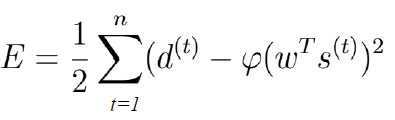 E = \frac{1}{2} \sum_{t=1}^{n} (d^{(t)} - \varphi(w^T s^{(t)})^2